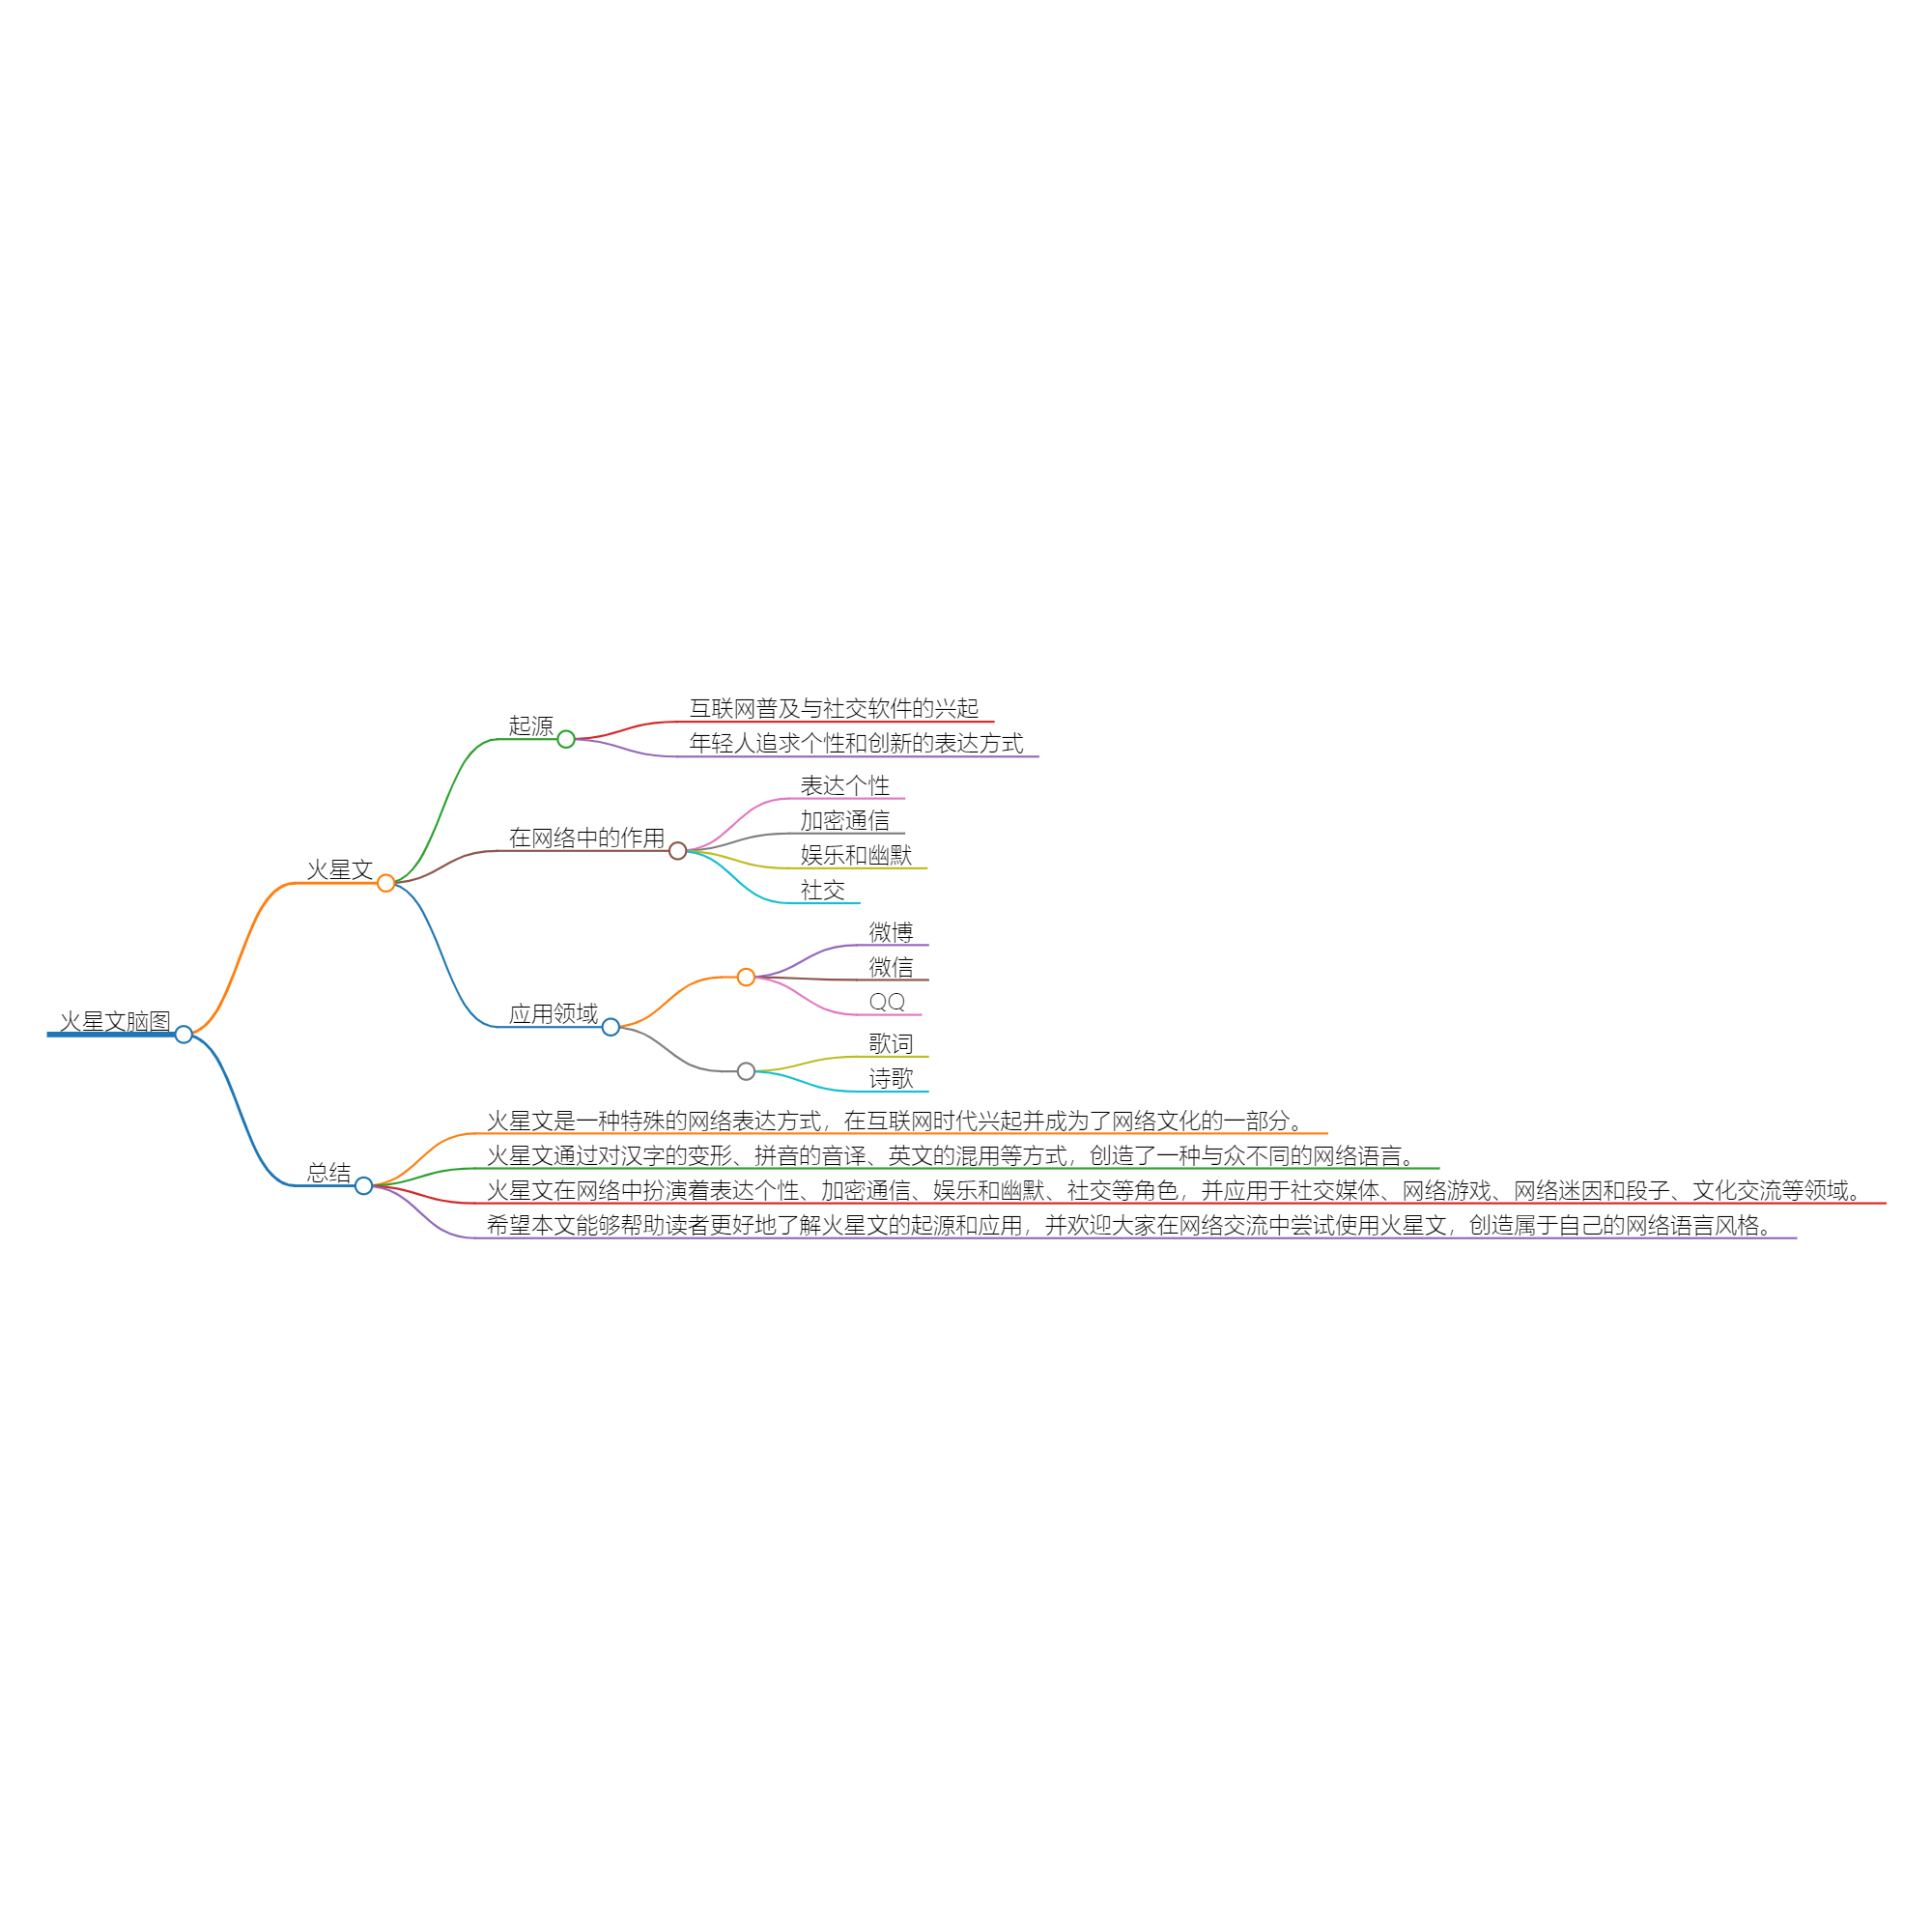 火星文脑图
火星文
起源
互联网普及与社交软件的兴起
年轻人追求个性和创新的表达方式
在网络中的作用
表达个性
加密通信
娱乐和幽默
社交
应用领域
微博
微信
QQ
歌词
诗歌
总结
火星文是一种特殊的网络表达方式，在互联网时代兴起并成为了网络文化的一部分。
火星文通过对汉字的变形、拼音的音译、英文的混用等方式，创造了一种与众不同的网络语言。
火星文在网络中扮演着表达个性、加密通信、娱乐和幽默、社交等角色，并应用于社交媒体、网络游戏、网络迷因和段子、文化交流等领域。
希望本文能够帮助读者更好地了解火星文的起源和应用，并欢迎大家在网络交流中尝试使用火星文，创造属于自己的网络语言风格。